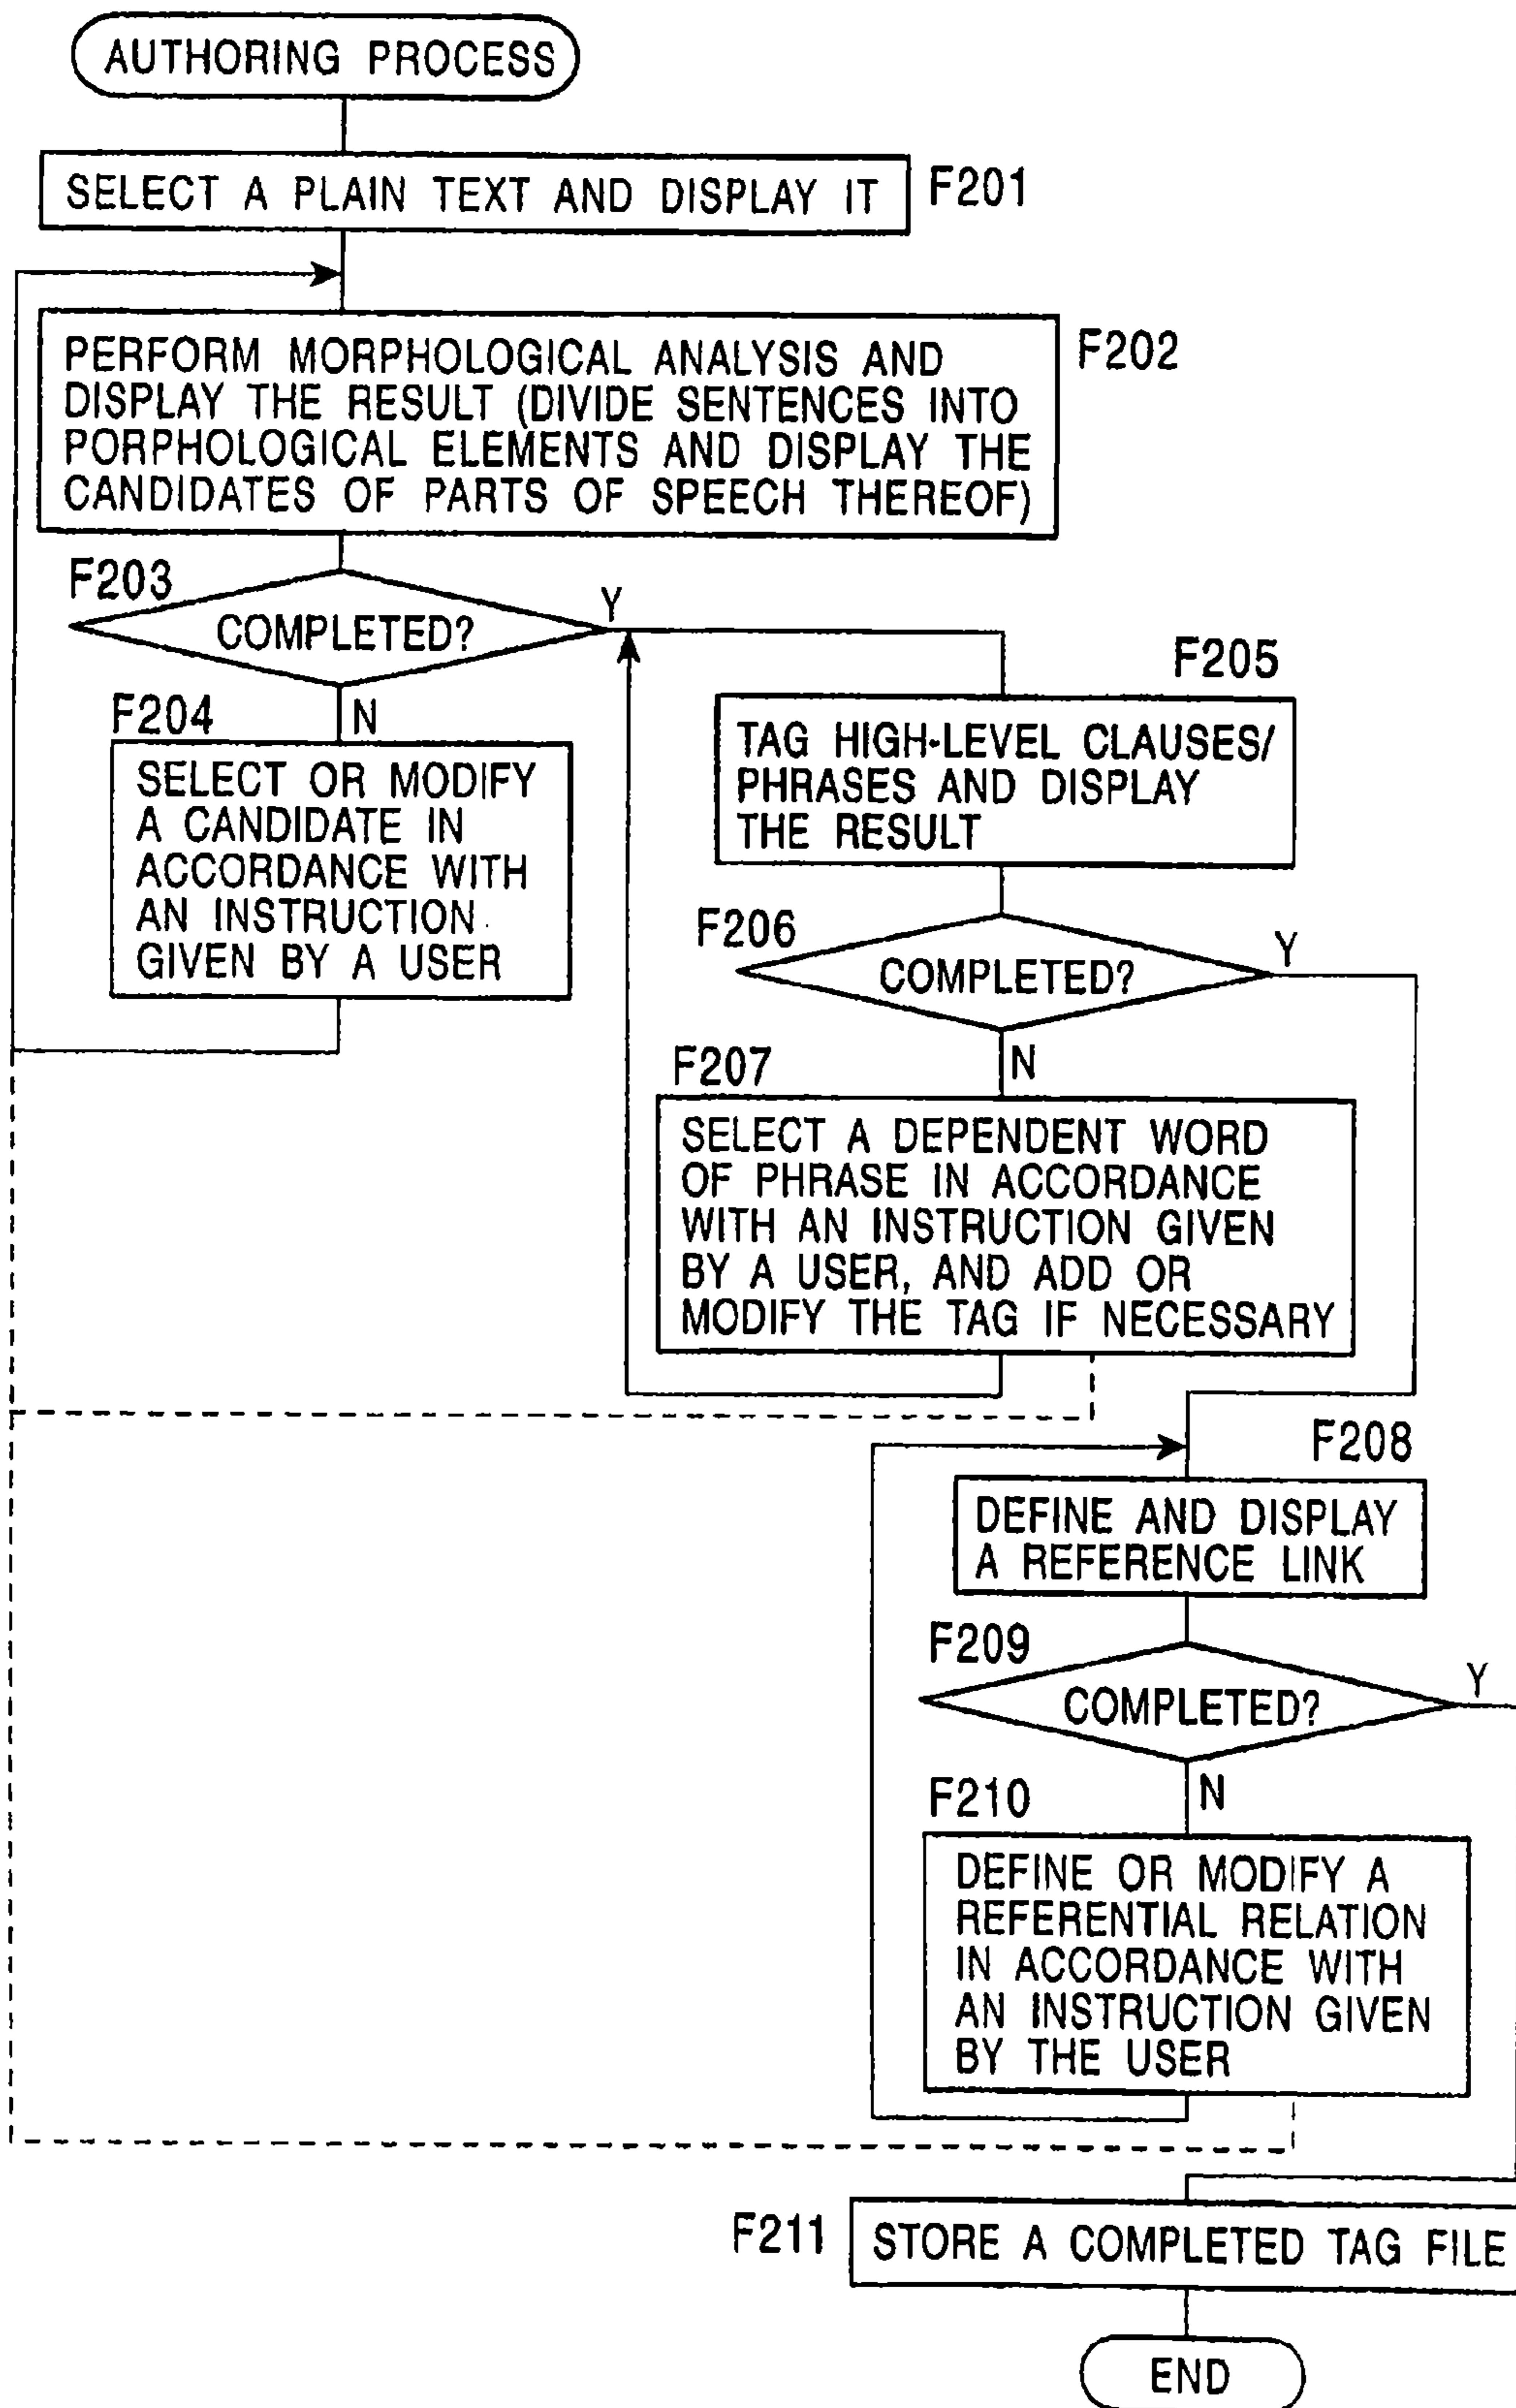 AUTHORING PROCESS
SELECT A PLAIN TEXT AND DISPLAY IT
F201
PERFORM MORPHOLOGICAL ANALYSIS AND
DISPLAY THE RESULT (DIVIDE SENTENCES INTO
PORPHOLOGICAL ELEMENTS AND DISPLAY THE
CANDIDATES OF PARTS OF SPEECH THEREOF)
F202
F203
COMPLETED?
Y
N
F204
SELECT OR MODIFY
A CANDIDATE IN
ACCORDANCE WITH
AN INSTRUCTION
GIVEN BY A USER
F205
TAG HIGH-LEVEL CLAUSES/
PHRASES AND DISPLAY
THE RESULT
F206
COMPLETED?
Y
N
F207
SELECT A DEPENDENT WORD
OF PHRASE IN ACCORDANCE
WITH AN INSTRUCTION GIVEN
BY A USER, AND ADD OR
MODIFY THE TAG IF NECESSARY
F208
DEFINE AND DISPLAY
A REFERENCE LINK
F209
COMPLETED?
Y
N
F210
DEFINE OR MODIFY A
REFERENTIAL RELATION
IN ACCORDANCE WITH
AN INSTRUCTION GIVEN
BY THE USER
F211
STORE A COMPLETED TAG FILE
END